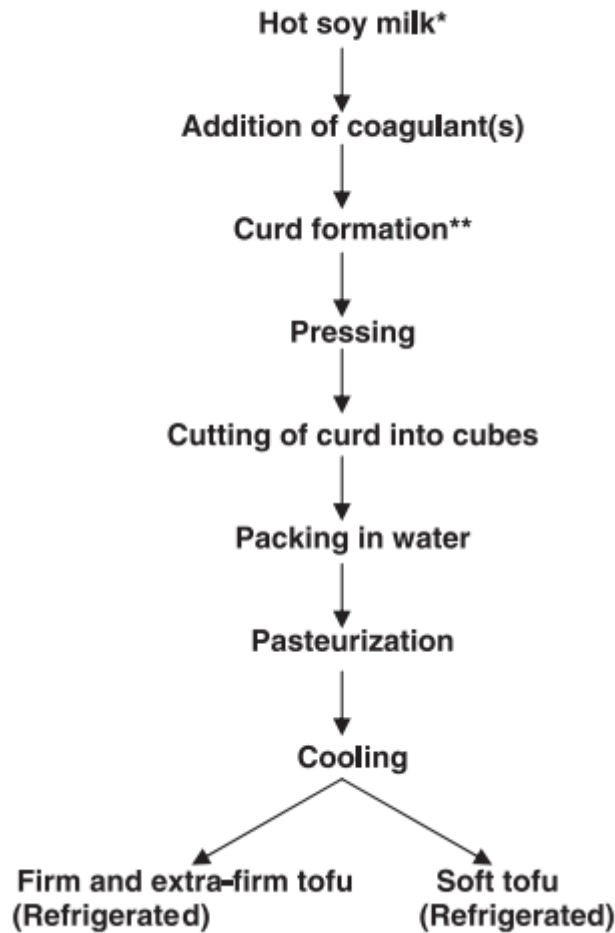 Hot soy milk*
Addition of coagulant(s)
Curd formation**
Pressing
Cutting of curd into cubes
Packing in water
Pasteurization
Cooling
Firm and extra-firm tofu
(Refrigerated)
Soft tofu
(Refrigerated)